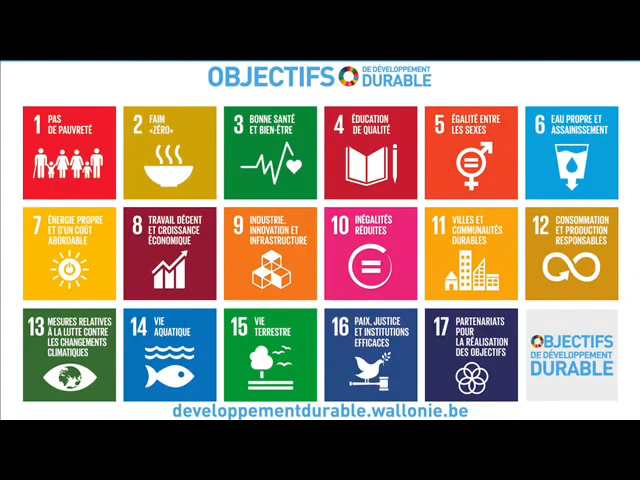 OBJECTIFS DE DÉVELOPPEMENT
DURABLE
1 PAS
DE PAUVRETÉ
2 FAIM
«ZÉRO»
3 BONNE SANTÉ
ET BIEN-ÊTRE
4 ÉDUCATION
DE QUALITÉ
5 ÉGALITÉ ENTRE
LES SEXES
6 EAU PROPRE ET
ASSAINISSEMENT
7 ÉNERGIE PROPRE
ET D'UN COÛT
ABORDABLE
8 TRAVAIL DÉCENT
ET CROISSANCE
ÉCONOMIQUE
9 INDUSTRIE,
INNOVATION ET
INFRASTRUCTURE
10 INÉGALITÉS
RÉDUITES
11 VILLES ET
COMMUNAUTÉS
DURABLES
12 CONSOMMATION
ET PRODUCTION
RESPONSABLES
13 MESURES RELATIVES
À LA LUTTE CONTRE
LES CHANGEMENTS
CLIMATIQUES
14 VIE
AQUATIQUE
15 VIE
TERRESTRE
16 PAIX, JUSTICE
ET INSTITUTIONS
EFFICACES
17 PARTENARIATS
POUR
LA RÉALISATION
DES OBJECTIFS
OBJECTIFS
DE DÉVELOPPEMENT
DURABLE
developpementdurable.wallonie.be